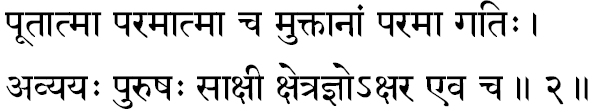 पूतात्मा परमात्मा च मुक्तानां परमा गतिः।
अव्ययः पुरुषः साक्षी क्षेत्रज्ञोऽक्षर एव च॥ २॥